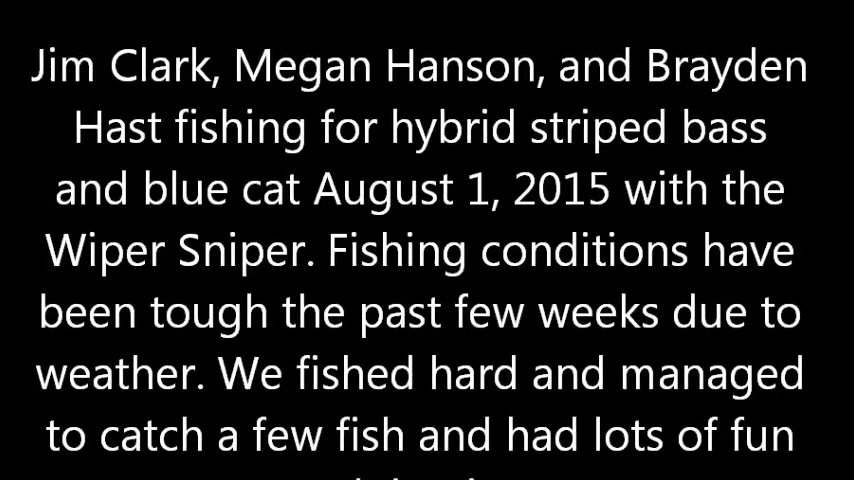 Jim Clark, Megan Hanson, and Brayden
Hast fishing for hybrid striped bass
and blue cat August 1, 2015 with the
Wiper Sniper. Fishing conditions have
been tough the past few weeks due to
weather. We fished hard and managed
to catch a few fish and had lots of fun